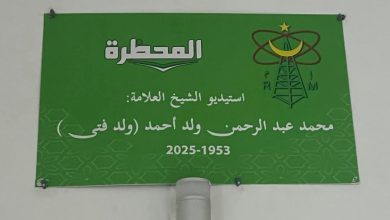 المحظرة
إ م
R M
استيديو الشيخ العلامة:
محمد عبد الرحمن ولد أحمد (ولد فتى)
2025-1953